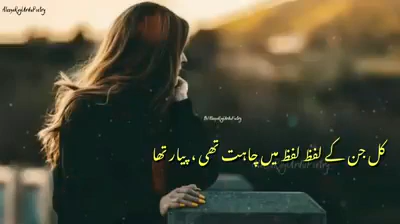 کل جن کے لفظ لفظ میں چاہت تھی ، پیار تھا